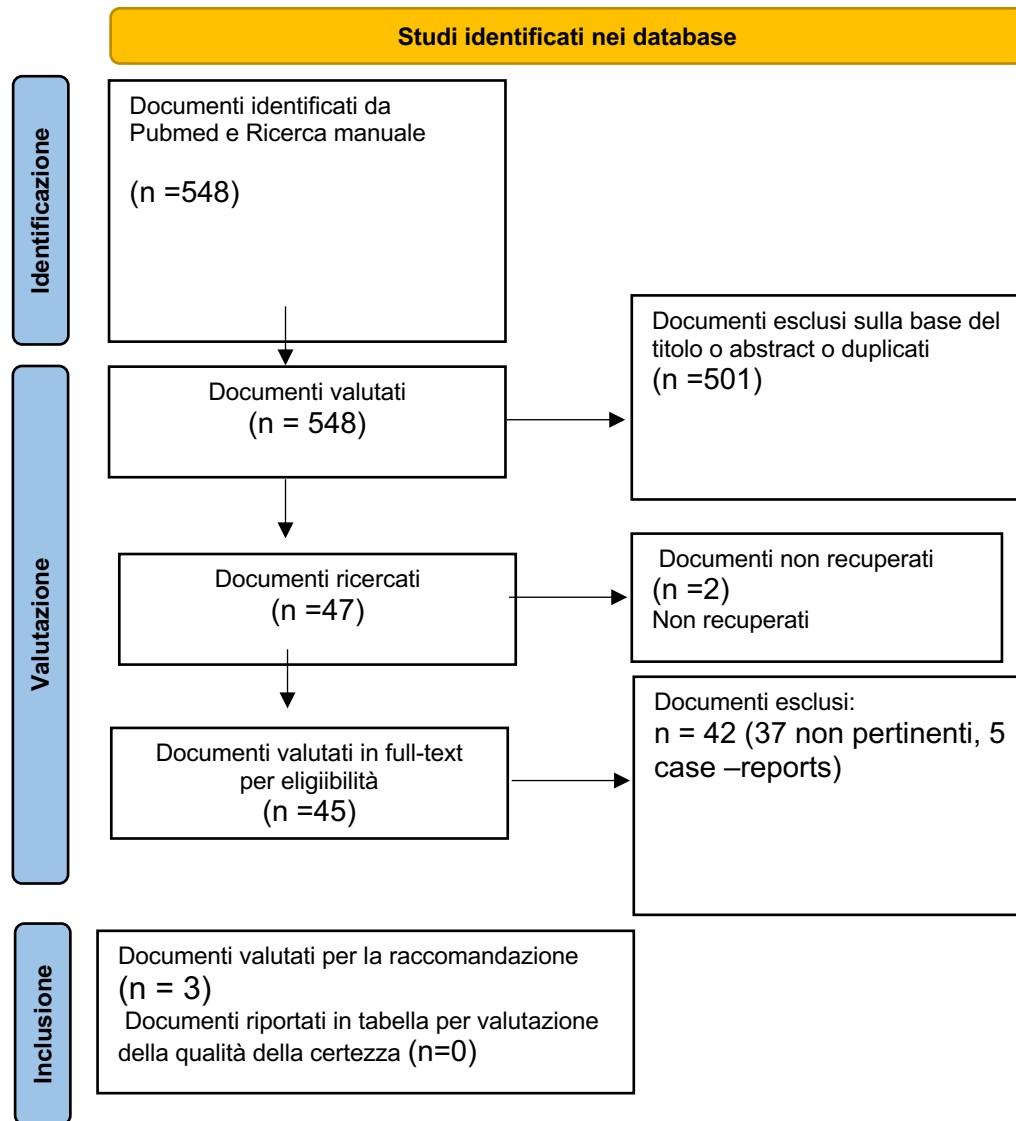 Studi identificati nei database
Identificazione
Documenti identificati da
Pubmed e Ricerca manuale
(n =548)
Documenti esclusi sulla base del
titolo o abstract o duplicati
(n =501)
Valutazione
Documenti valutati
(n = 548)
Documenti ricercati
(n =47)
Documenti non recuperati
(n =2)
Non recuperati
Documenti valutati in full-text
per eligiibilità
(n =45)
Documenti esclusi:
n = 42 (37 non pertinenti, 5
case –reports)
Inclusione
Documenti valutati per la raccomandazione
(n = 3)
Documenti riportati in tabella per valutazione
della qualità della certezza (n=0)